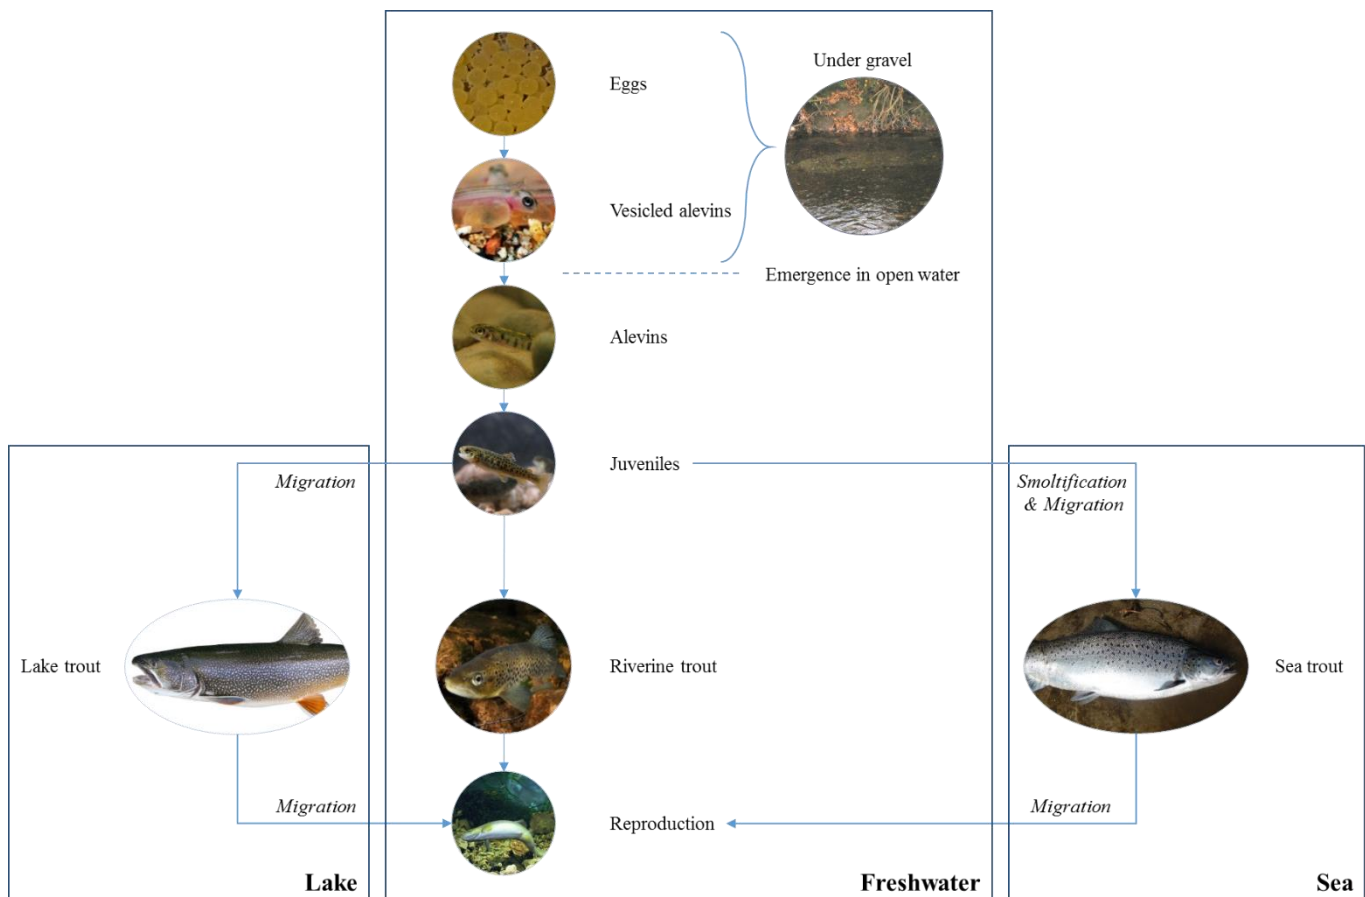 Under gravel
Eggs
Vesicled alevins
Emergence in open water
Alevins
Juveniles
Migration
Smoltification
& Migration
Lake trout
Riverine trout
Sea trout
Migration
Reproduction
Migration
Lake
Freshwater
Sea